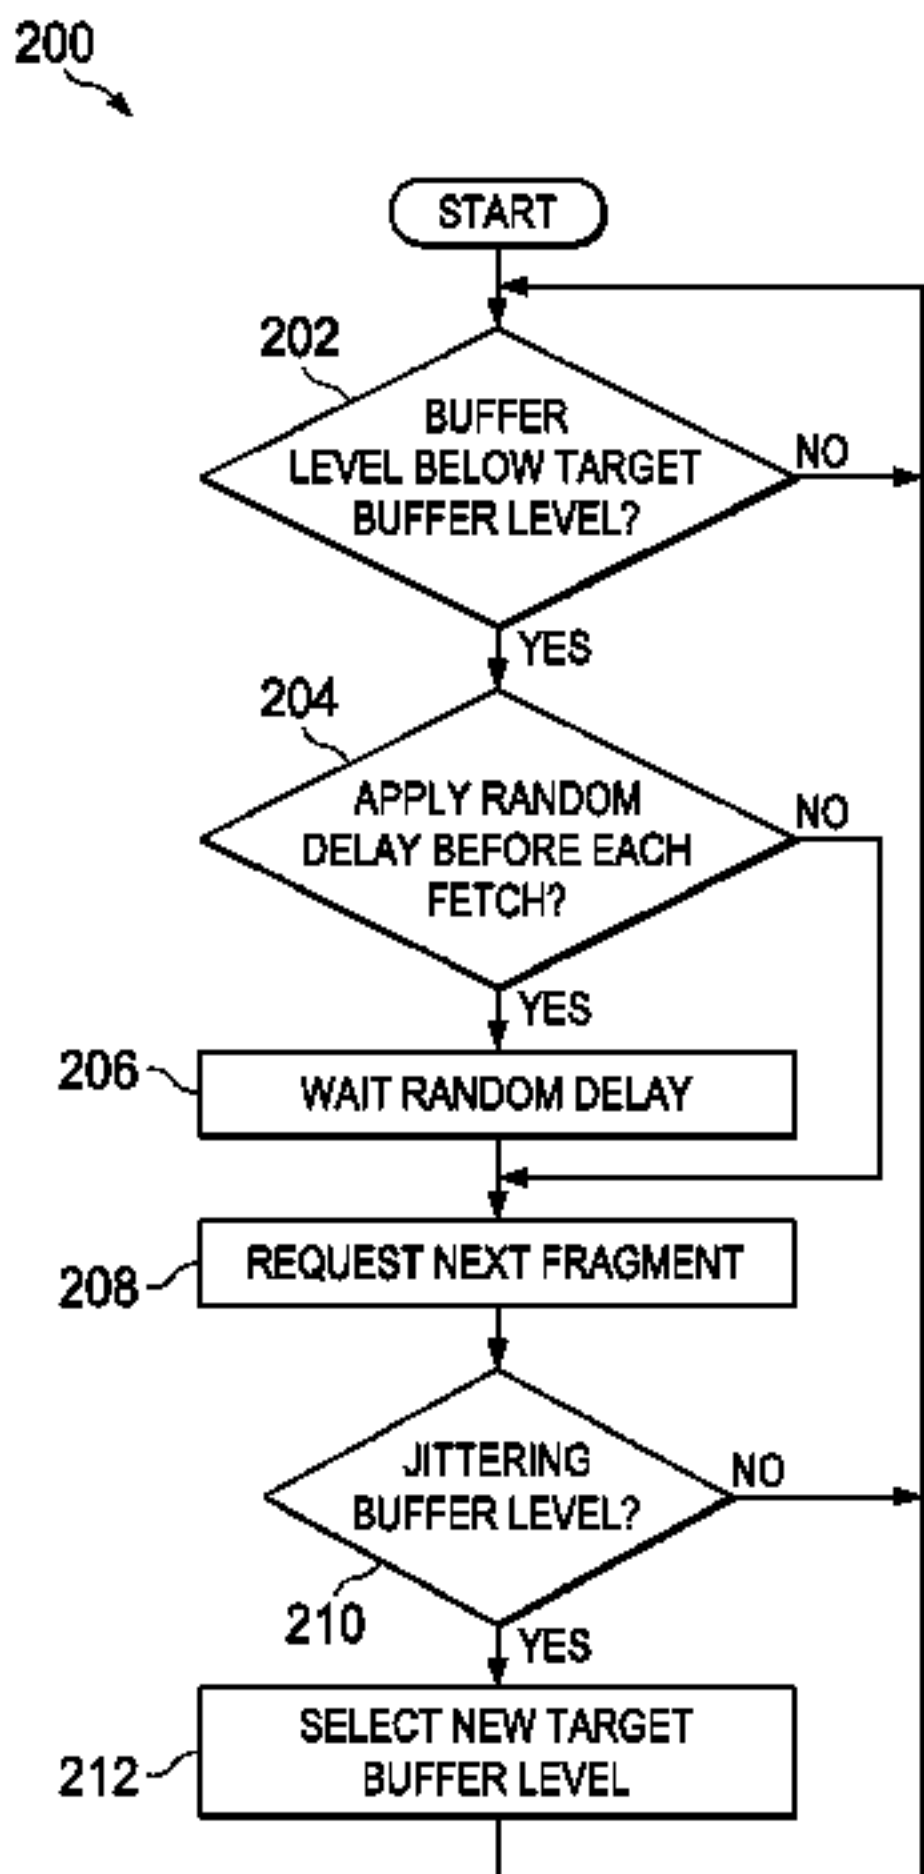 200
START
202
BUFFER
LEVEL BELOW TARGET
BUFFER LEVEL?
NO
YES
204
APPLY RANDOM
DELAY BEFORE EACH
FETCH?
NO
YES
206
WAIT RANDOM DELAY
208
REQUEST NEXT FRAGMENT
JITTERING
BUFFER LEVEL?
NO
210
YES
212
SELECT NEW TARGET
BUFFER LEVEL